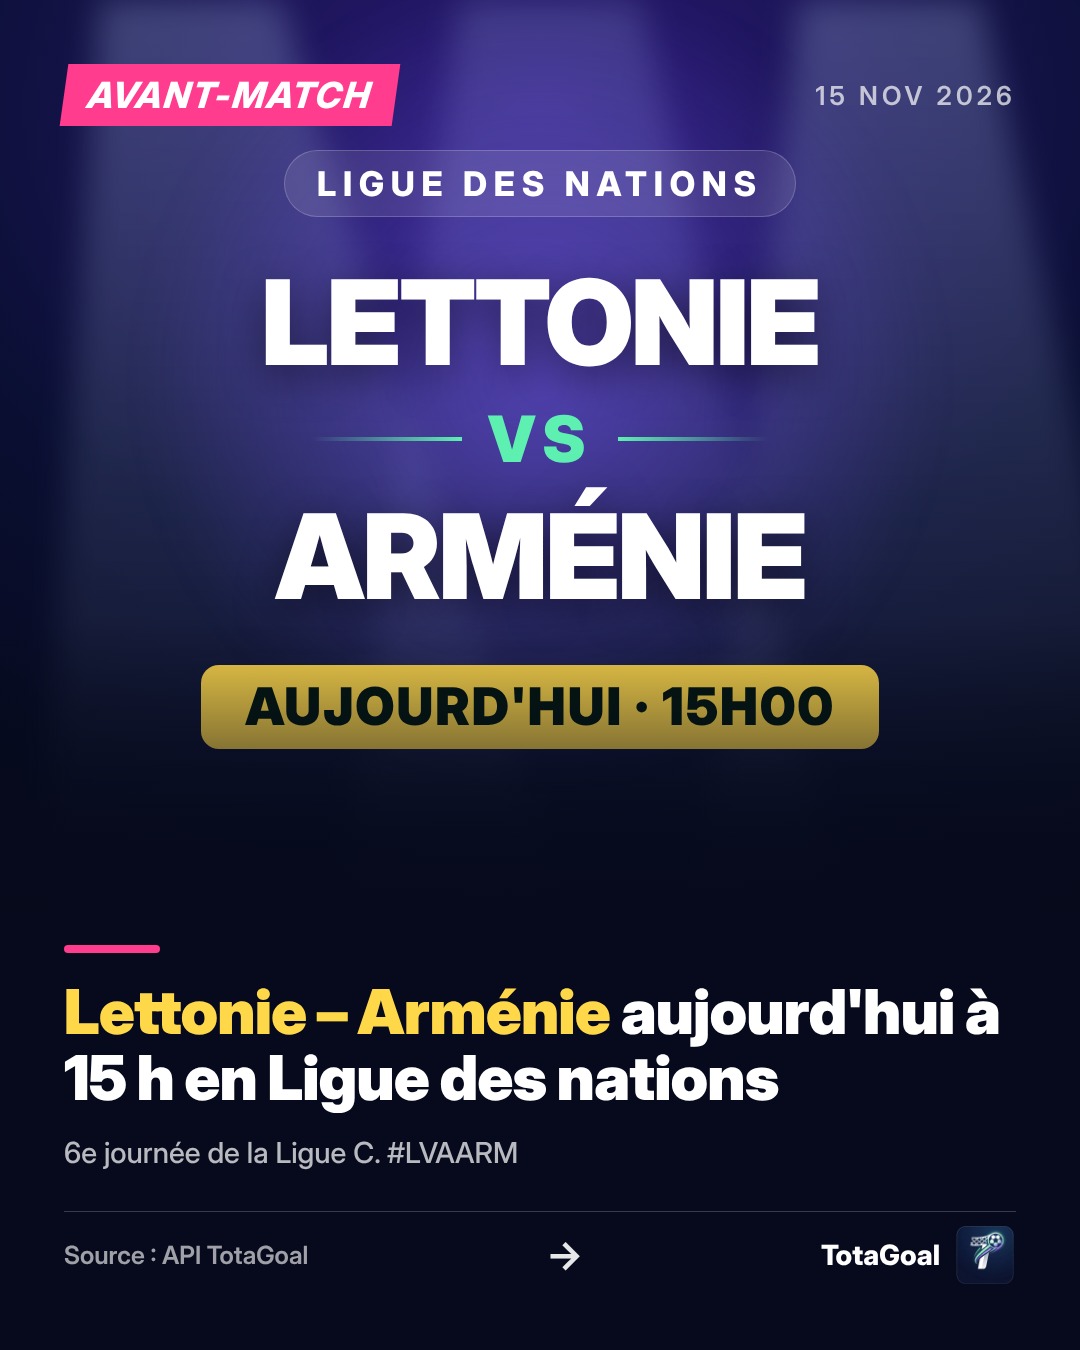 AVANT-MATCH
15 NOV 2026
LIGUE DES NATIONS
LETTONIE
VS
ARMÉNIE
AUJOURD'HUI · 15H00
Lettonie – Arménie aujourd'hui à
15 h en Ligue des nations
6e journée de la Ligue C. #LVAARM
Source : API TotaGoal
→
TotaGoal